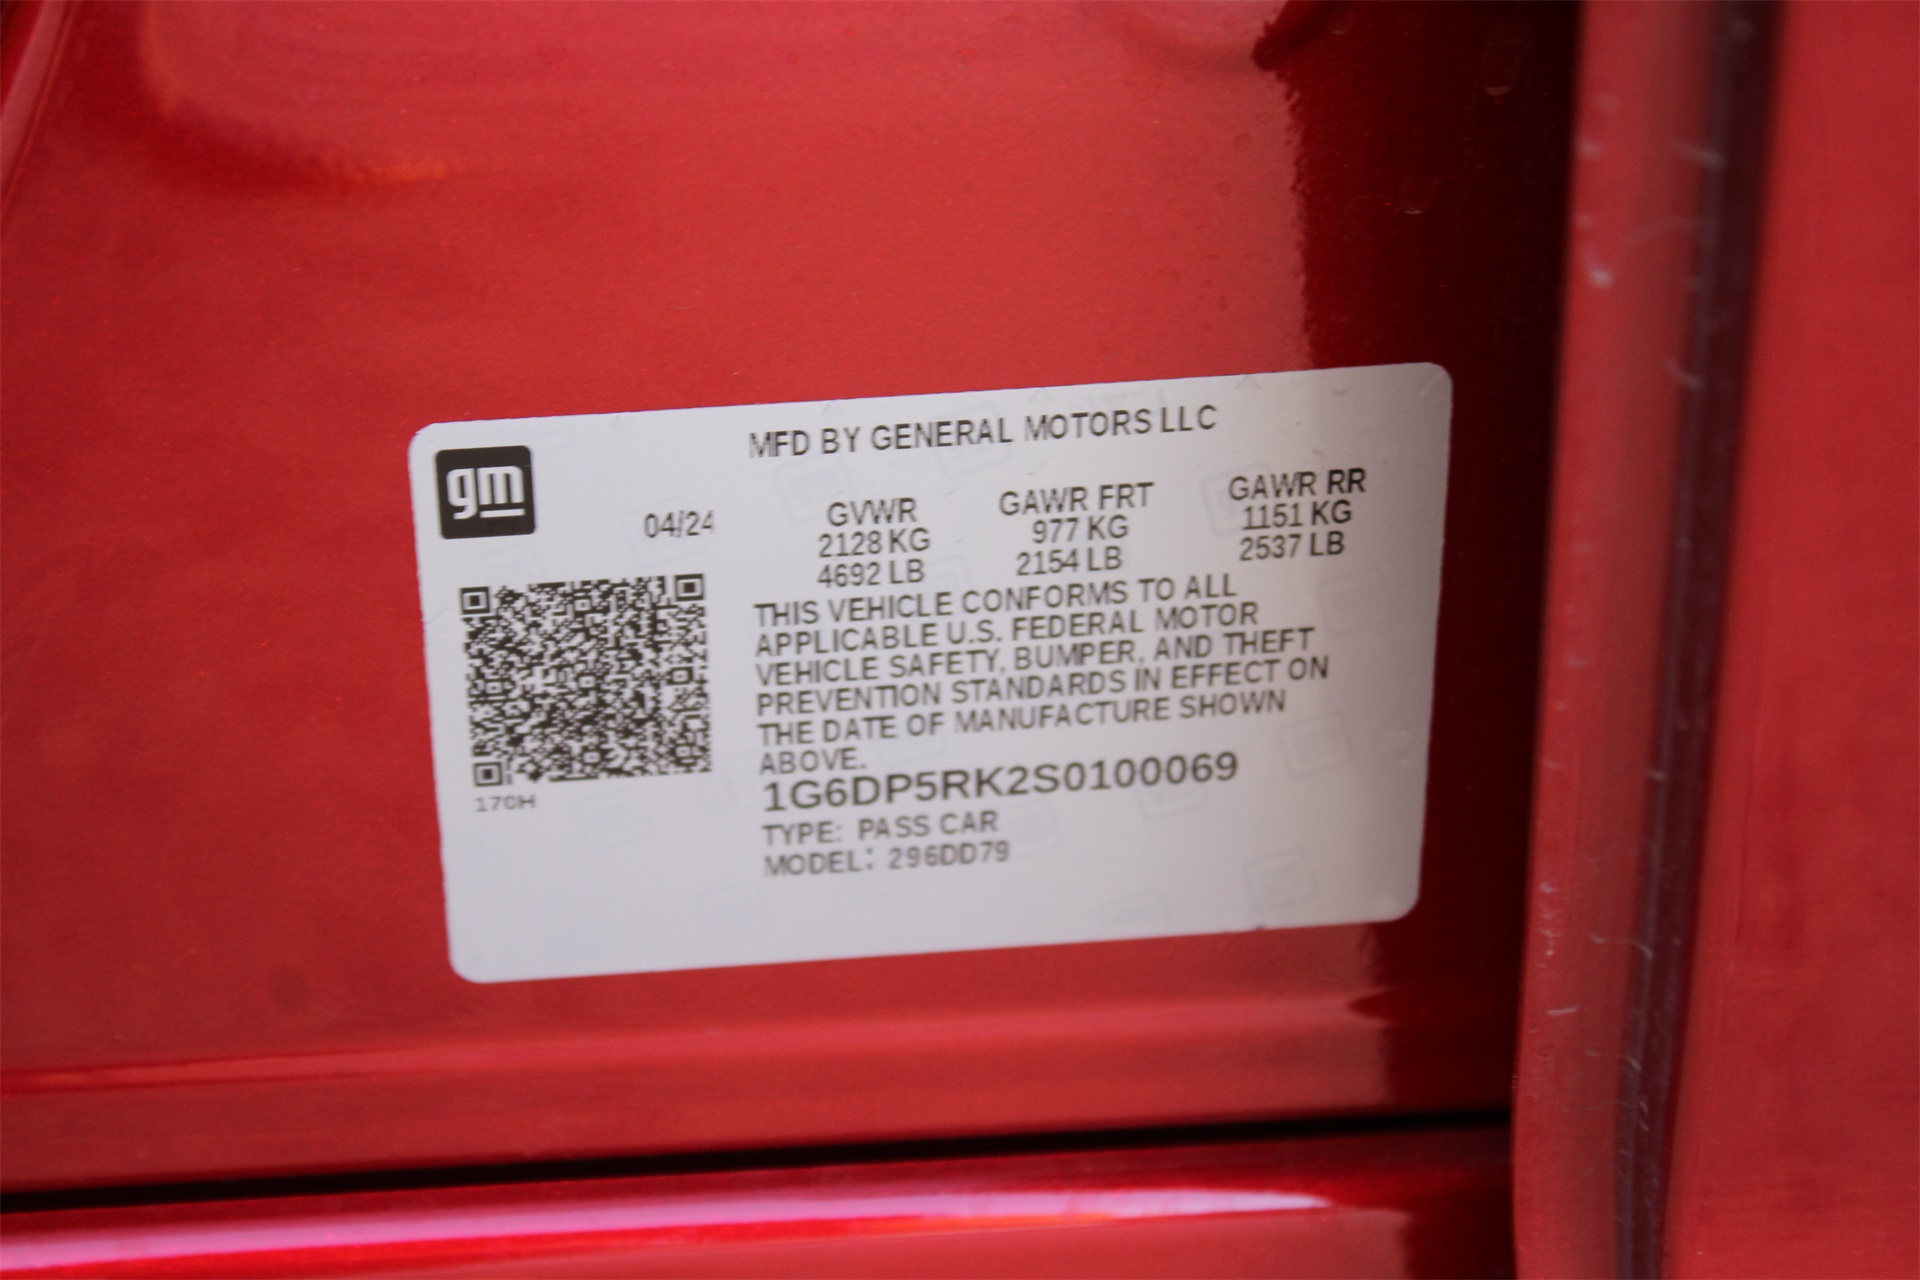 MFD BY GENERAL MOTORS LLC
gm
04/24
GVWR GAWR FRT GAWR RR
2128 KG 977 KG 1151 KG
4692 LB 2154 LB 2537 LB
THIS VEHICLE CONFORMS TO ALL
APPLICABLE U.S. FEDERAL MOTOR
VEHICLE SAFETY, BUMPER, AND THEFT
PREVENTION STANDARDS IN EFFECT ON
THE DATE OF MANUFACTURE SHOWN
ABOVE.
1G6DP5RK2S0100069
170H
TYPE: PASS CAR
MODEL: 296DD79